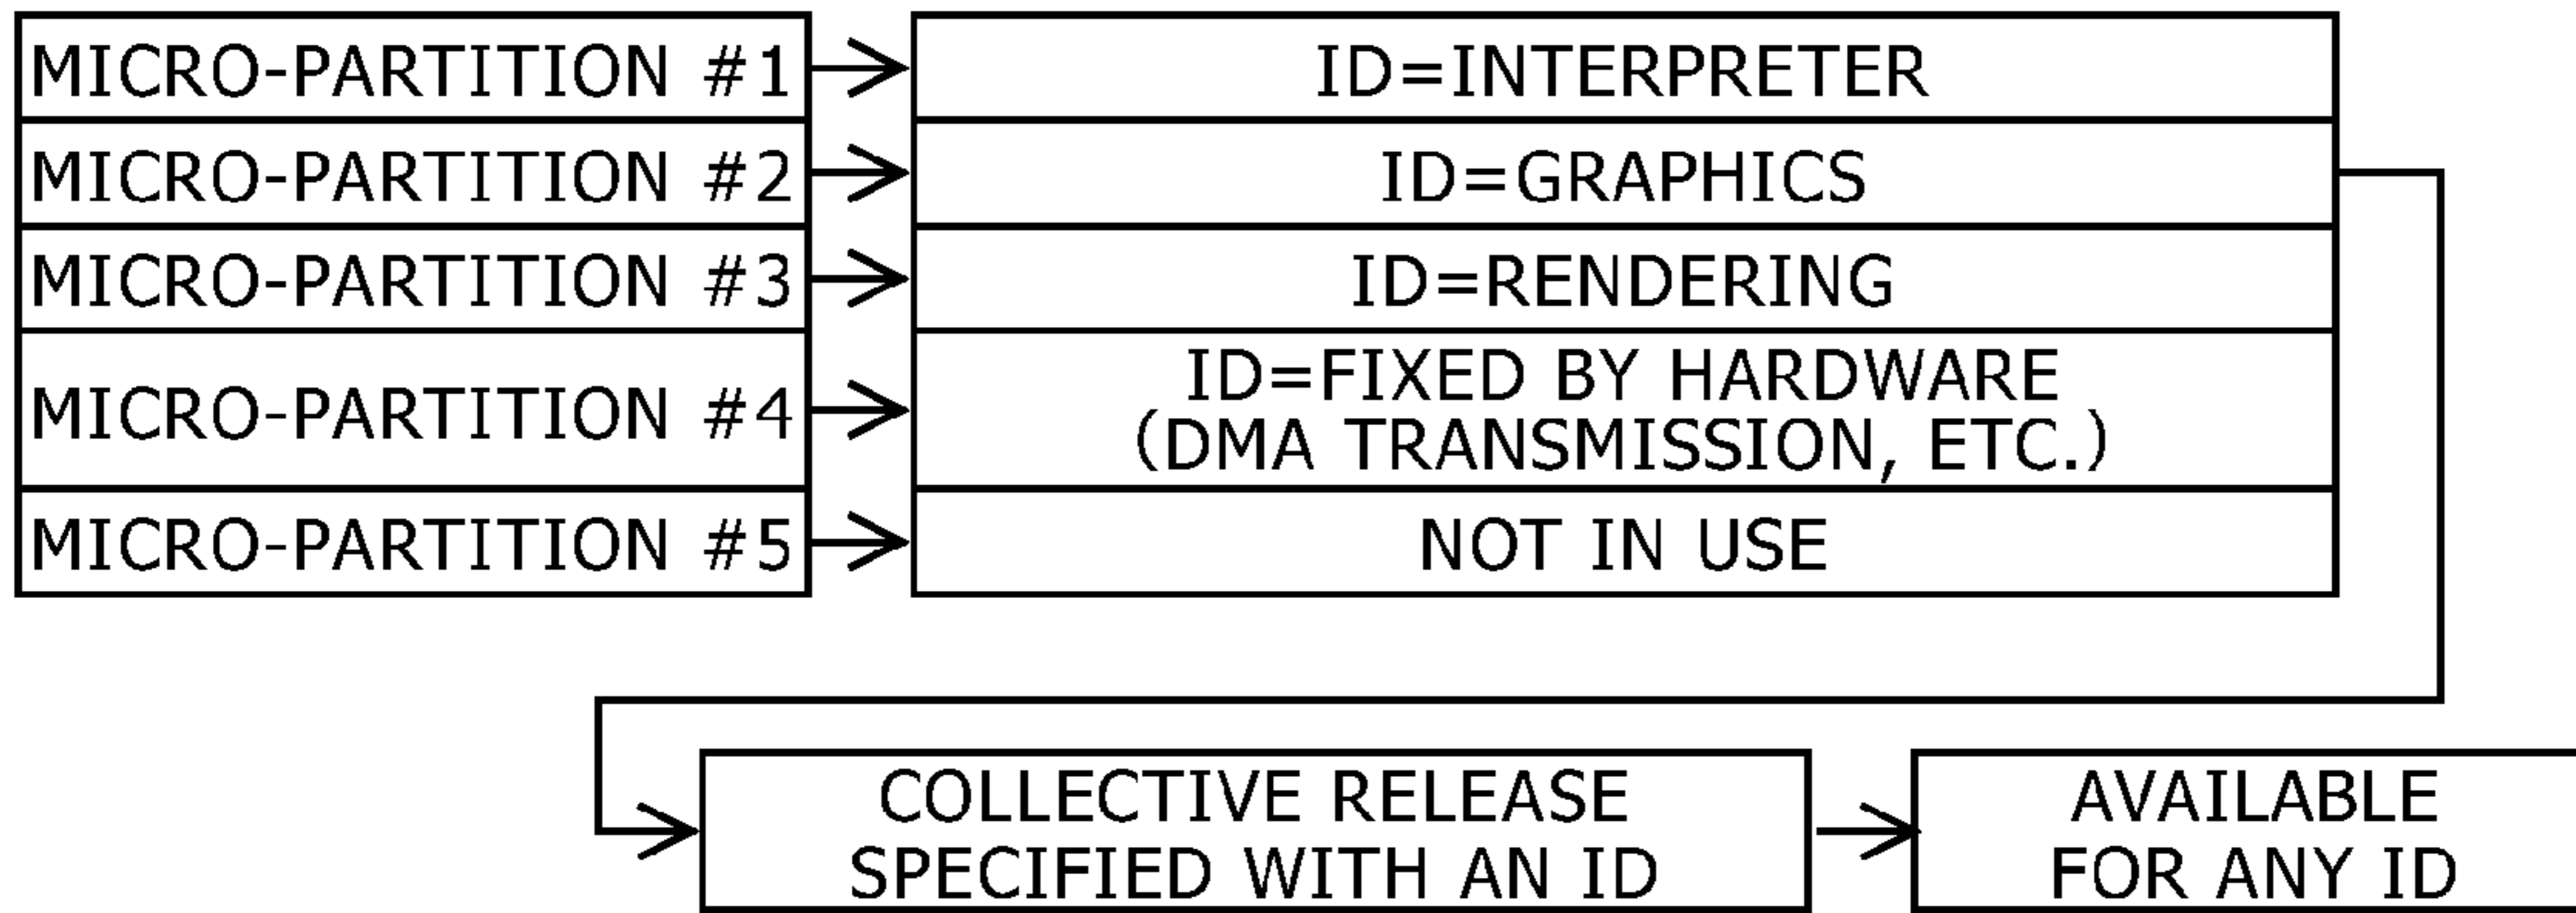 MICRO-PARTITION #1
ID=INTERPRETER
MICRO-PARTITION #2
ID=GRAPHICS
MICRO-PARTITION #3
ID=RENDERING
MICRO-PARTITION #4
ID=FIXED BY HARDWARE
(DMA TRANSMISSION, ETC.)
MICRO-PARTITION #5
NOT IN USE
COLLECTIVE RELEASE
SPECIFIED WITH AN ID
AVAILABLE
FOR ANY ID